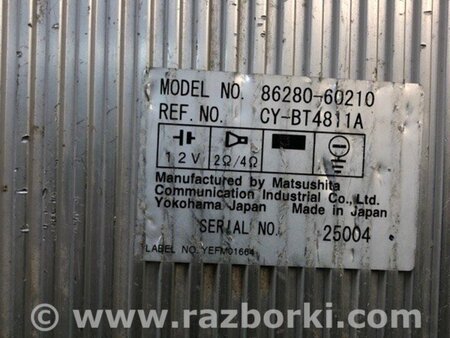 MODEL NO. 86280-60210
REF. NO. CY-BT4811A
12V 2Ω/4Ω
Manufactured by Matsushita
Communication Industrial Co., Ltd.
Yokohama Japan Made in Japan
SERIAL NO. 25004
LABEL NO. YEFM01664
© www.razborki.com/